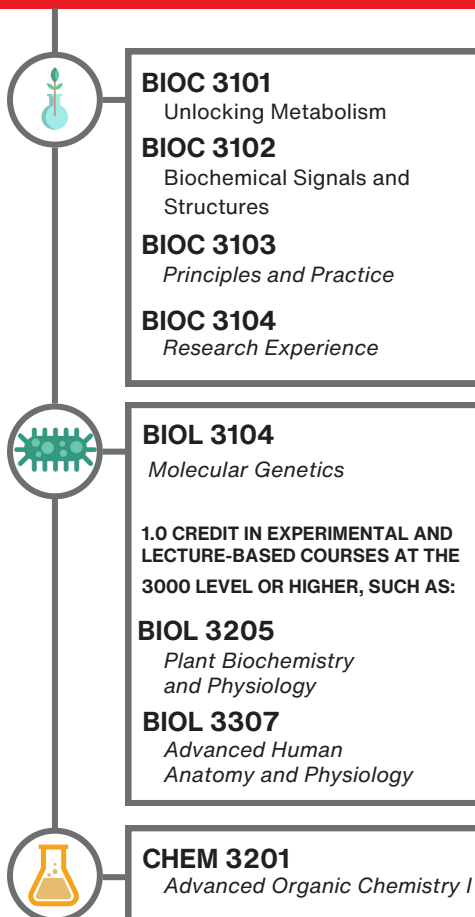 BIOC 3101
Unlocking Metabolism
BIOC 3102
Biochemical Signals and
Structures
BIOC 3103
Principles and Practice
BIOC 3104
Research Experience
BIOL 3104
Molecular Genetics
1.0 CREDIT IN EXPERIMENTAL AND
LECTURE-BASED COURSES AT THE
3000 LEVEL OR HIGHER, SUCH AS:
BIOL 3205
Plant Biochemistry
and Physiology
BIOL 3307
Advanced Human
Anatomy and Physiology
CHEM 3201
Advanced Organic Chemistry I